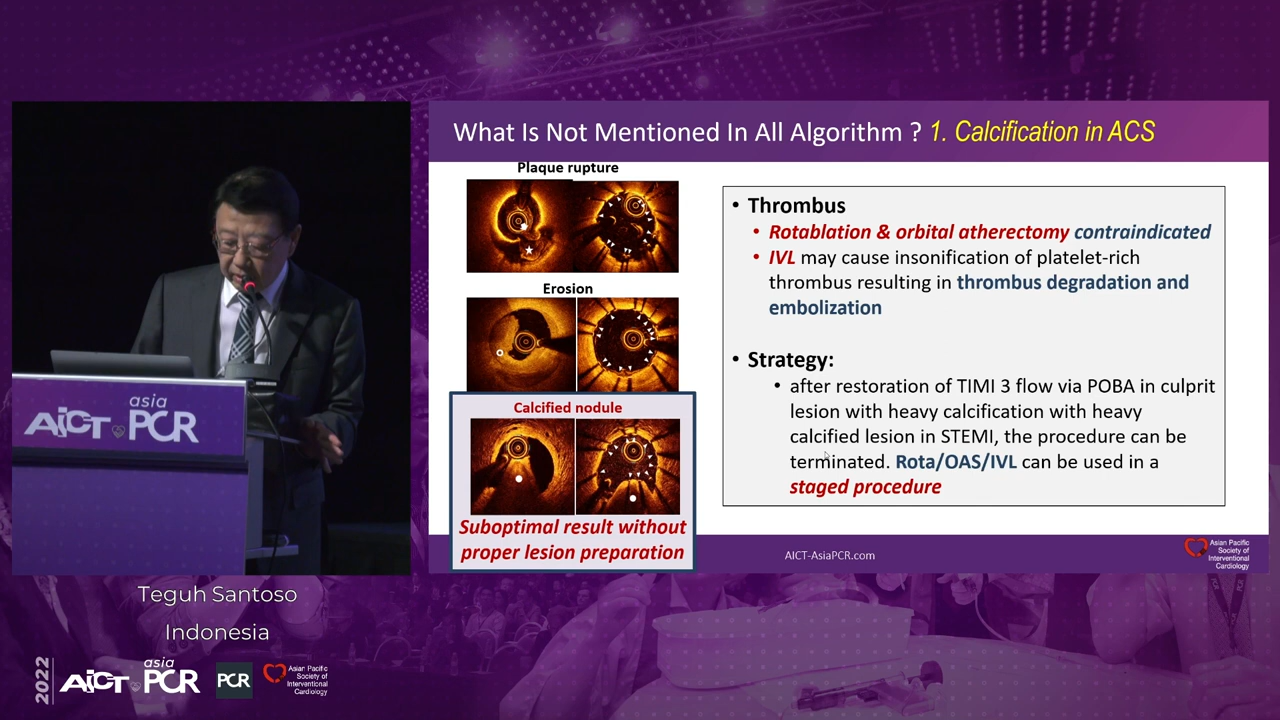 What Is Not Mentioned In All Algorithm ? 1. Calcification in ACS
Plaque rupture
Erosion
Calcified nodule
Suboptimal result without
proper lesion preparation
• Thrombus
• Rotablation & orbital atherectomy contraindicated
• IVL may cause insonification of platelet-rich
thrombus resulting in thrombus degradation and
embolization
• Strategy:
• after restoration of TIMI 3 flow via POBA in culprit
lesion with heavy calcification with heavy
calcified lesion in STEMI, the procedure can be
terminated. Rota/OAS/IVL can be used in a
staged procedure
AICT-AsiaPCR.com
Asian Pacific
Society of
Interventional
Cardiology
AICT asia PCR
Teguh Santoso
Indonesia
2022
AICT asia PCR
PCR
Asian Pacific
Society of
Interventional
Cardiology